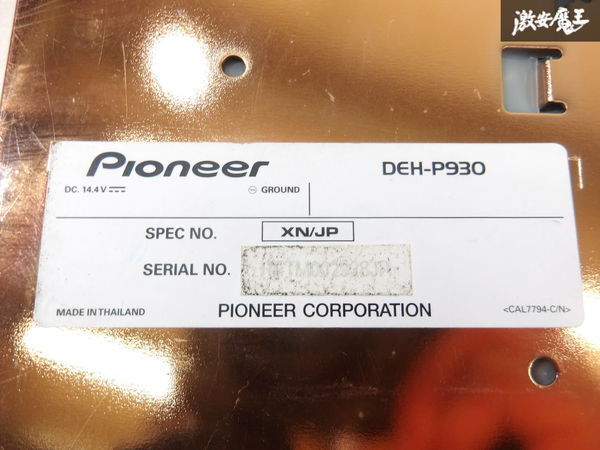 激安魔王
Pioneer DEH-P930
DC. 14.4 V ⎓ ⊖ GROUND
SPEC NO. XN/JP
SERIAL NO.
MADE IN THAILAND PIONEER CORPORATION <CAL7794-C/N>